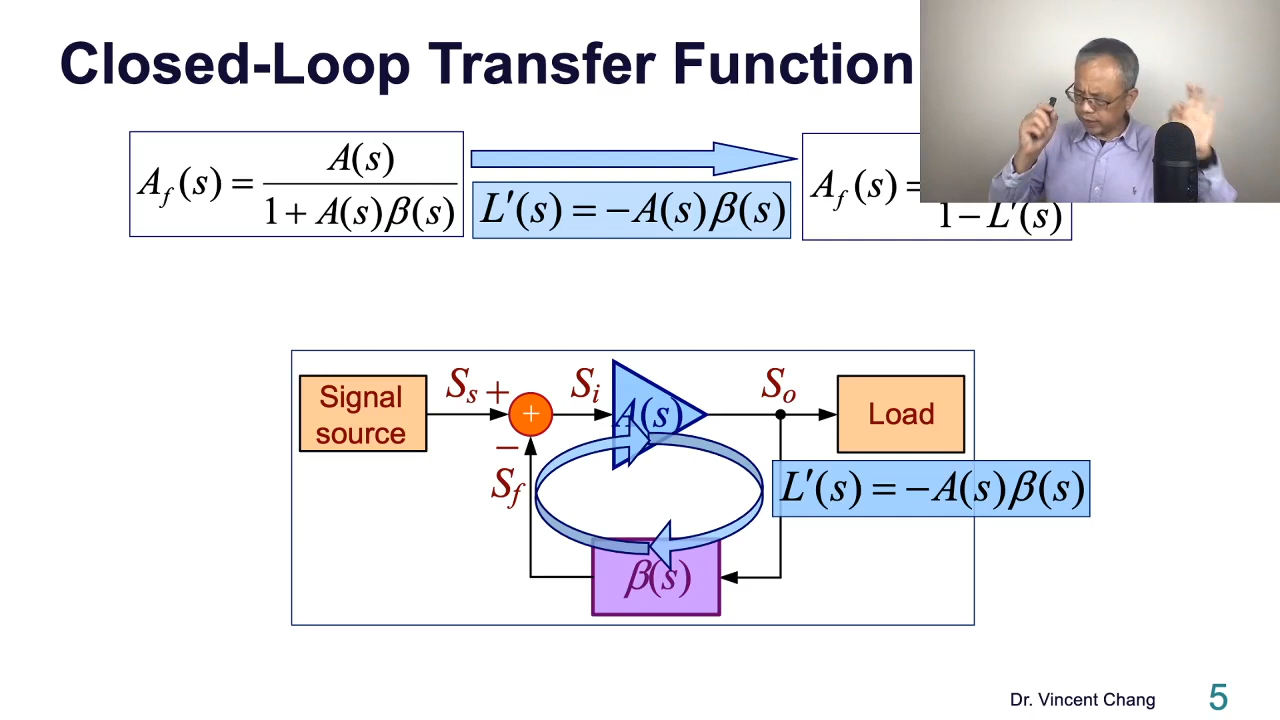 Closed-Loop Transfer Function
A_f(s) = A(s) / (1 + A(s)β(s))
L′(s) = −A(s)β(s)
A_f(s) =
1 − L′(s)
Signal
source
S_s +
+
−
S_f
S_i
A(s)
S_o
Load
L′(s) = −A(s)β(s)
β(s)
Dr. Vincent Chang
5